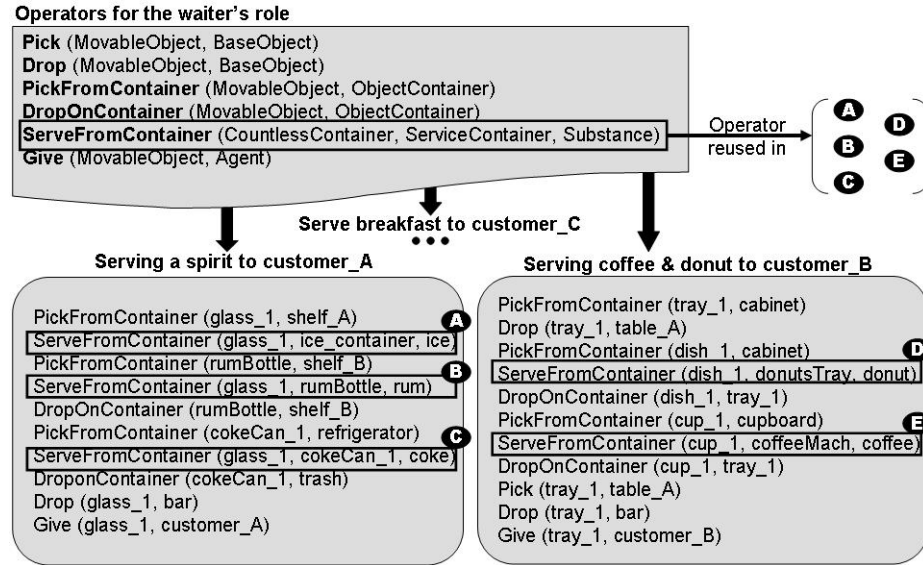 Operators for the waiter's role
Pick (MovableObject, BaseObject)
Drop (MovableObject, BaseObject)
PickFromContainer (MovableObject, ObjectContainer)
DropOnContainer (MovableObject, ObjectContainer)
ServeFromContainer (CountlessContainer, ServiceContainer, Substance)
Give (MovableObject, Agent)
Operator
reused in
A
D
B
E
C
Serve breakfast to customer_C
Serving a spirit to customer_A
PickFromContainer (glass_1, shelf_A)
A
ServeFromContainer (glass_1, ice_container, ice)
PickFromContainer (rumBottle, shelf_B)
B
ServeFromContainer (glass_1, rumBottle, rum)
DropOnContainer (rumBottle, shelf_B)
PickFromContainer (cokeCan_1, refrigerator)
C
ServeFromContainer (glass_1, cokeCan_1, coke)
DroponContainer (cokeCan_1, trash)
Drop (glass_1, bar)
Give (glass_1, customer_A)
Serving coffee & donut to customer_B
PickFromContainer (tray_1, cabinet)
Drop (tray_1, table_A)
PickFromContainer (dish_1, cabinet)
D
ServeFromContainer (dish_1, donutsTray, donut)
DropOnContainer (dish_1, tray_1)
PickFromContainer (cup_1, cupboard)
E
ServeFromContainer (cup_1, coffeeMach, coffee)
DropOnContainer (cup_1, tray_1)
Pick (tray_1, table_A)
Drop (tray_1, bar)
Give (tray_1, customer_B)